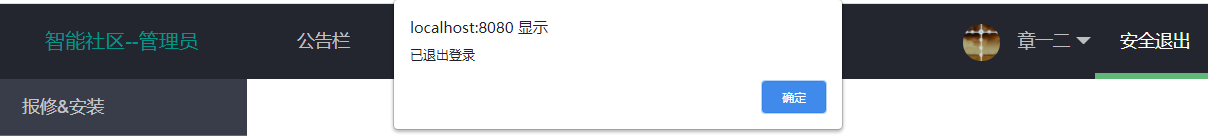 智能社区--管理员
公告栏
localhost:8080 显示
已退出登录
确定
章一二
安全退出
报修&安装